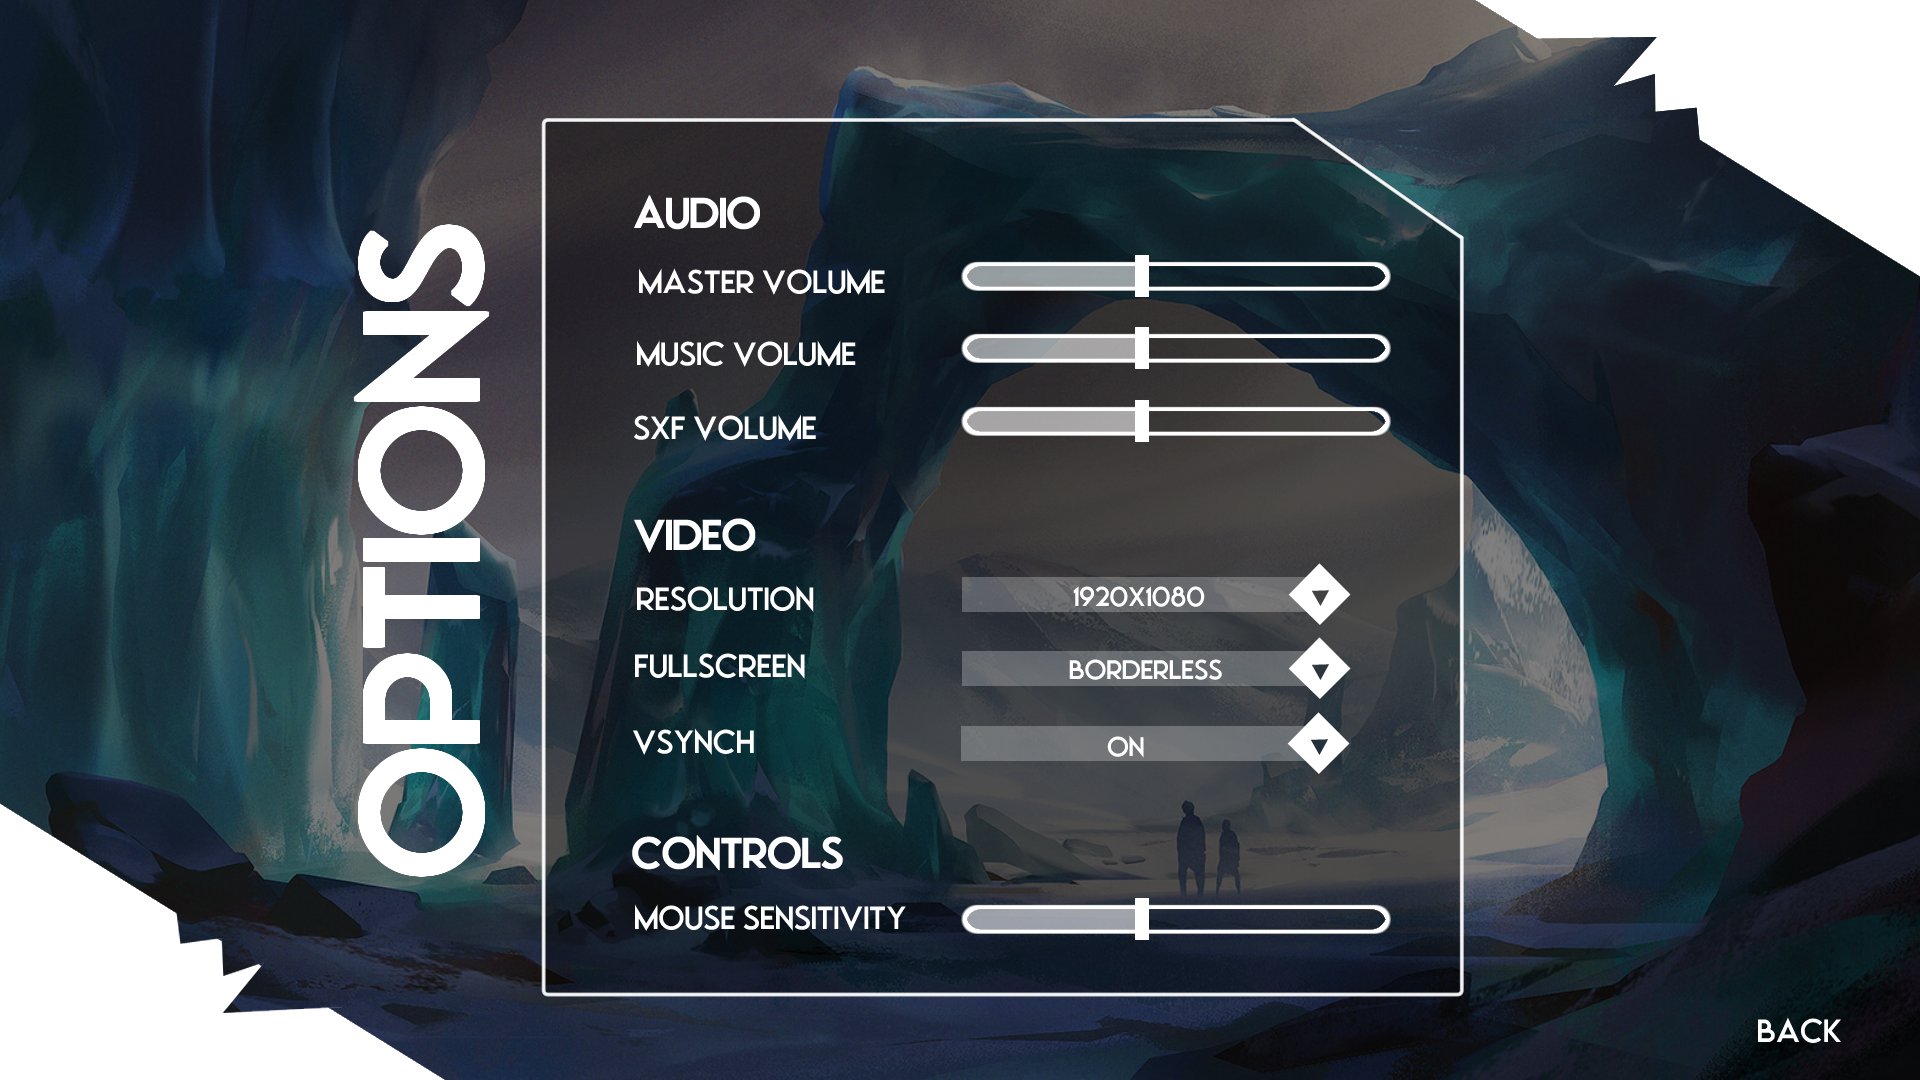 OPTIONS
AUDIO
MASTER VOLUME
MUSIC VOLUME
SXF VOLUME
VIDEO
RESOLUTION 1920X1080
FULLSCREEN BORDERLESS
VSYNCH ON
CONTROLS
MOUSE SENSITIVITY
BACK